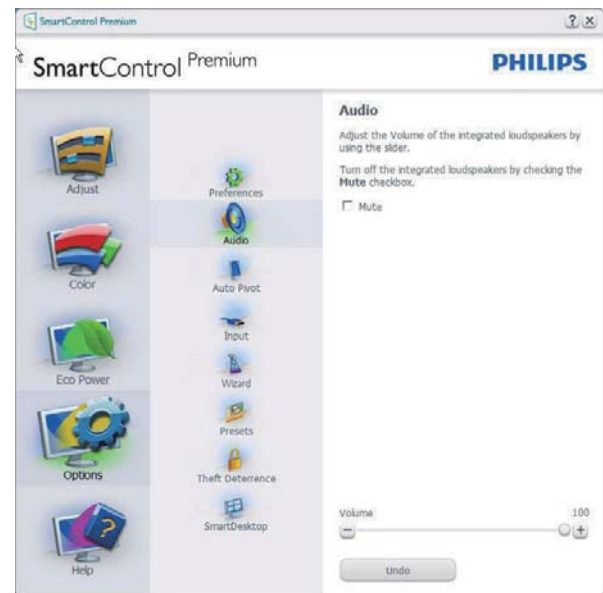 SmartControl Premium
SmartControl Premium
PHILIPS
Adjust
Color
Eco Power
Options
Help
Preferences
Audio
Auto Pivot
Input
Wizard
Presets
Theft Deterrence
SmartDesktop
Audio
Adjust the Volume of the integrated loudspeakers by
using the slider.
Turn off the integrated loudspeakers by checking the
Mute checkbox.
Mute
Volume 100
Undo